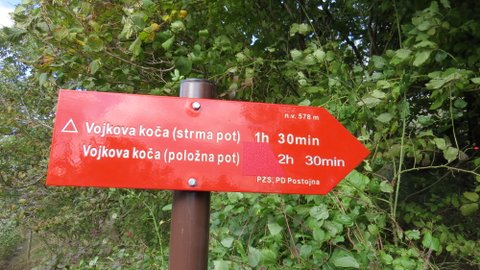 n.v. 578 m
Vojkova koča (strma pot) 1h 30min
Vojkova koča (položna pot) 2h 30min
PZS, PD Postojna